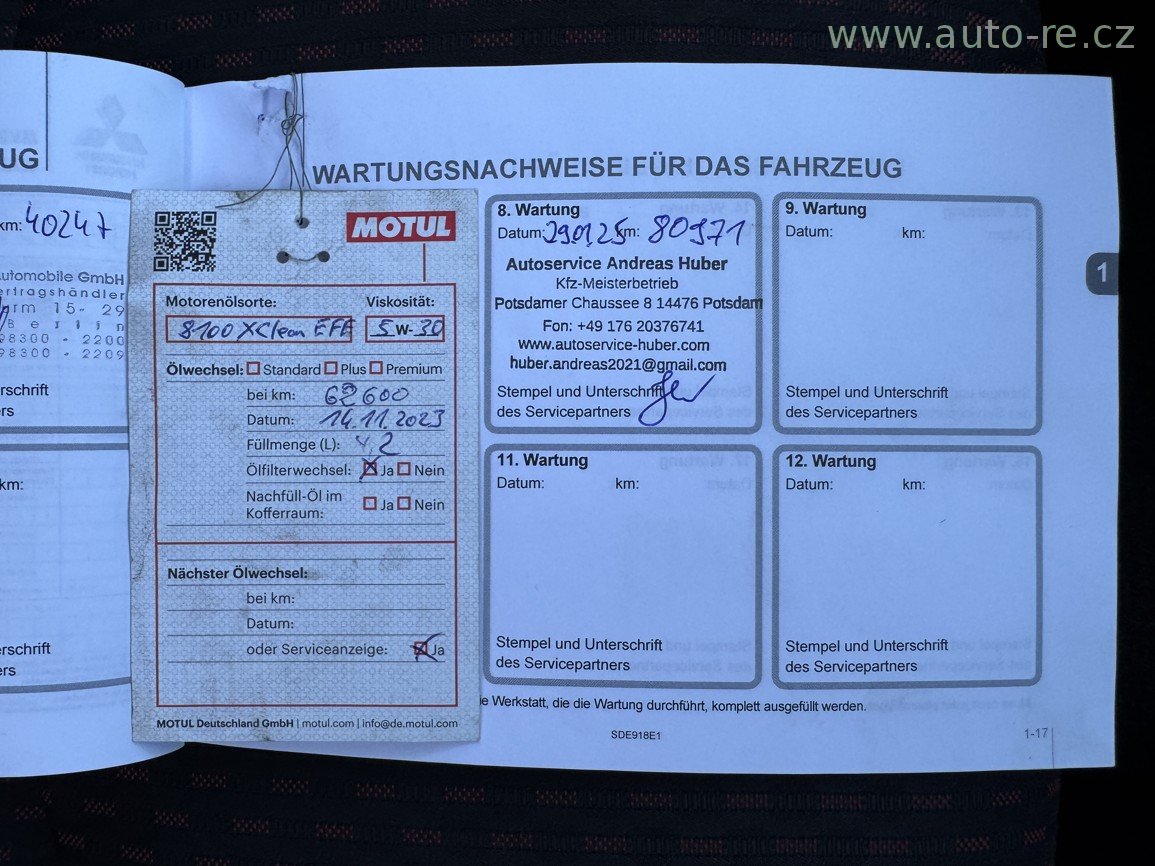 www.auto-re.cz
UG
km: 40247
utomobile GmbH
ertragshändler
rm 15- 29
Berlin
98300 - 2200
98300 - 2209
rschrift
rs
km:
rschrift
ers
MOTUL
Motorenölsorte: Viskosität:
8100 XClean EFE 5 W- 30
Ölwechsel: Standard Plus Premium
bei km: 62600
Datum: 14.11.2023
Füllmenge (L): 4,2
Ölfilterwechsel: Ja Nein
Nachfüll-Öl im
Kofferraum: Ja Nein
Nächster Ölwechsel:
bei km:
Datum:
oder Serviceanzeige: Ja
MOTUL Deutschland GmbH | motul.com | info@de.motul.com
WARTUNGSNACHWEISE FÜR DAS FAHRZEUG
8. Wartung
Datum: 29.01.25 km: 80971
Autoservice Andreas Huber
Kfz-Meisterbetrieb
Potsdamer Chaussee 8 14476 Potsdam
Fon: +49 176 20376741
www.autoservice-huber.com
huber.andreas2021@gmail.com
Stempel und Unterschrift
des Servicepartners
9. Wartung
Datum: km:
Stempel und Unterschrift
des Servicepartners
1
11. Wartung
Datum: km:
Stempel und Unterschrift
des Servicepartners
12. Wartung
Datum: km:
Stempel und Unterschrift
des Servicepartners
ie Werkstatt, die die Wartung durchführt, komplett ausgefüllt werden.
SDE918E1
1-17